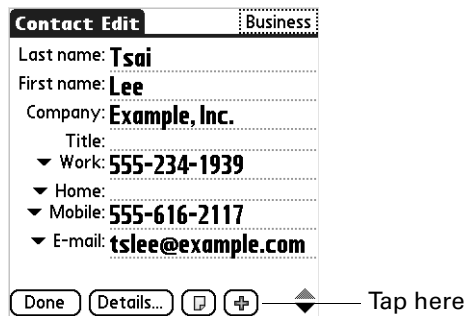 Contact Edit Business
Last name: Tsai
First name: Lee
Company: Example, Inc.
Title:
Work: 555-234-1939
Home:
Mobile: 555-616-2117
E-mail: tslee@example.com
Done Details... Tap here